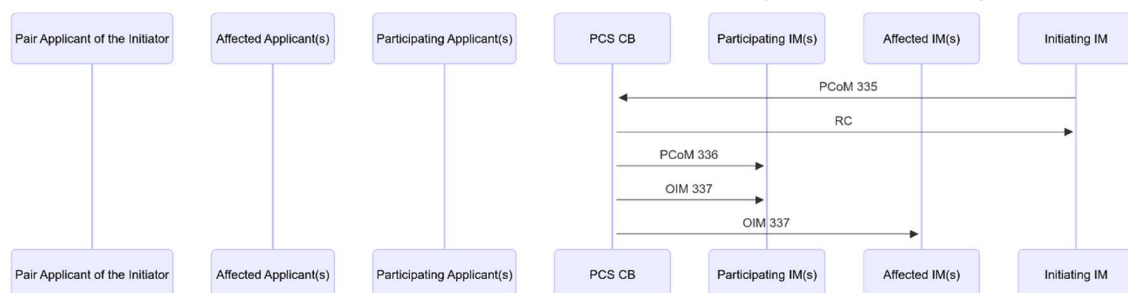 Pair Applicant of the Initiator
Affected Applicant(s)
Participating Applicant(s)
PCS CB
Participating IM(s)
Affected IM(s)
Initiating IM
PCoM 335
RC
PCoM 336
OIM 337
OIM 337
Pair Applicant of the Initiator
Affected Applicant(s)
Participating Applicant(s)
PCS CB
Participating IM(s)
Affected IM(s)
Initiating IM